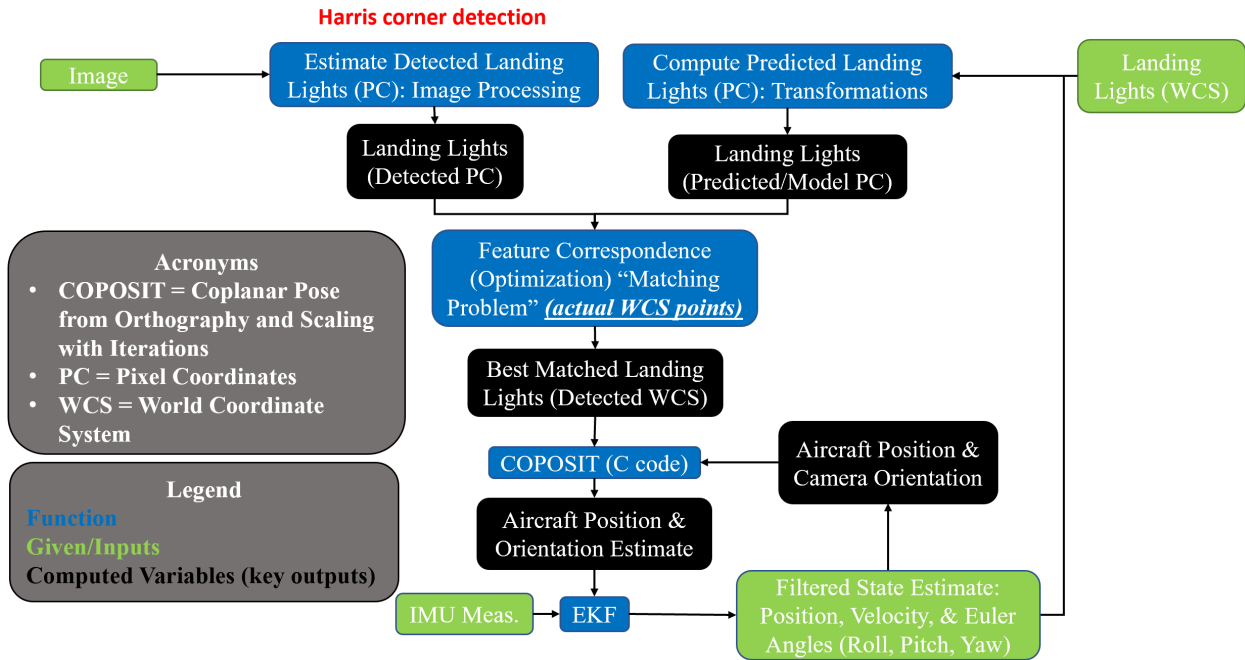 Harris corner detection
Image
Estimate Detected Landing
Lights (PC): Image Processing
Compute Predicted Landing
Lights (PC): Transformations
Landing
Lights (WCS)
Landing Lights
(Detected PC)
Landing Lights
(Predicted/Model PC)
Feature Correspondence
(Optimization) “Matching
Problem” (actual WCS points)
Acronyms
• COPOSIT = Coplanar Pose
from Orthography and Scaling
with Iterations
• PC = Pixel Coordinates
• WCS = World Coordinate
System
Best Matched Landing
Lights (Detected WCS)
COPOSIT (C code)
Aircraft Position &
Camera Orientation
Legend
Function
Given/Inputs
Computed Variables (key outputs)
Aircraft Position &
Orientation Estimate
IMU Meas.
EKF
Filtered State Estimate:
Position, Velocity, & Euler
Angles (Roll, Pitch, Yaw)